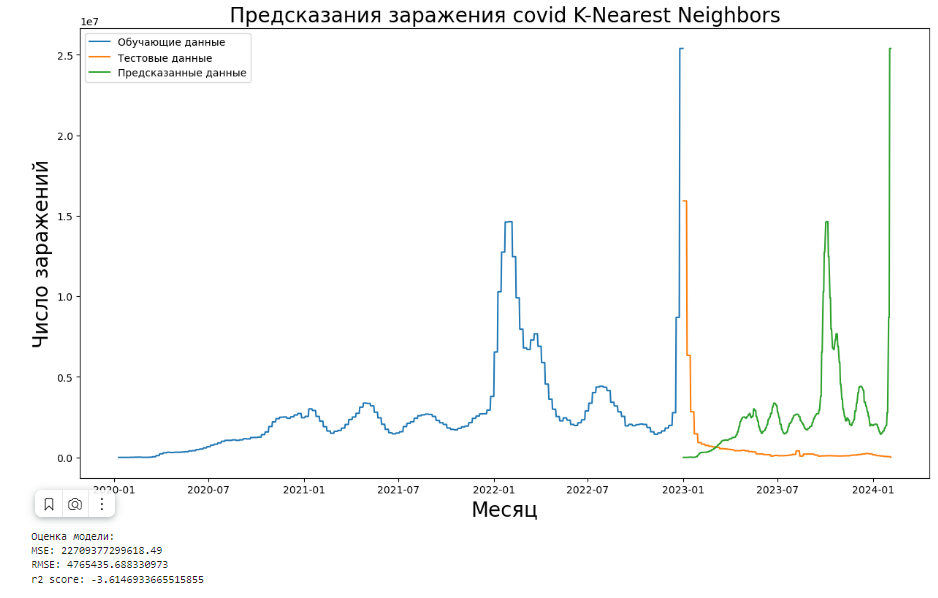 Предсказания заражения covid K-Nearest Neighbors
1e7
Обучающие данные
Тестовые данные
Предсказанные данные
2.5
2.0
1.5
1.0
0.5
0.0
Число заражений
2020-01 2020-07 2021-01 2021-07 2022-01 2022-07 2023-01 2023-07 2024-01
Месяц
Оценка модели:
MSE: 22709377299618.49
RMSE: 4765435.688330973
r2 score: -3.6146933665515855